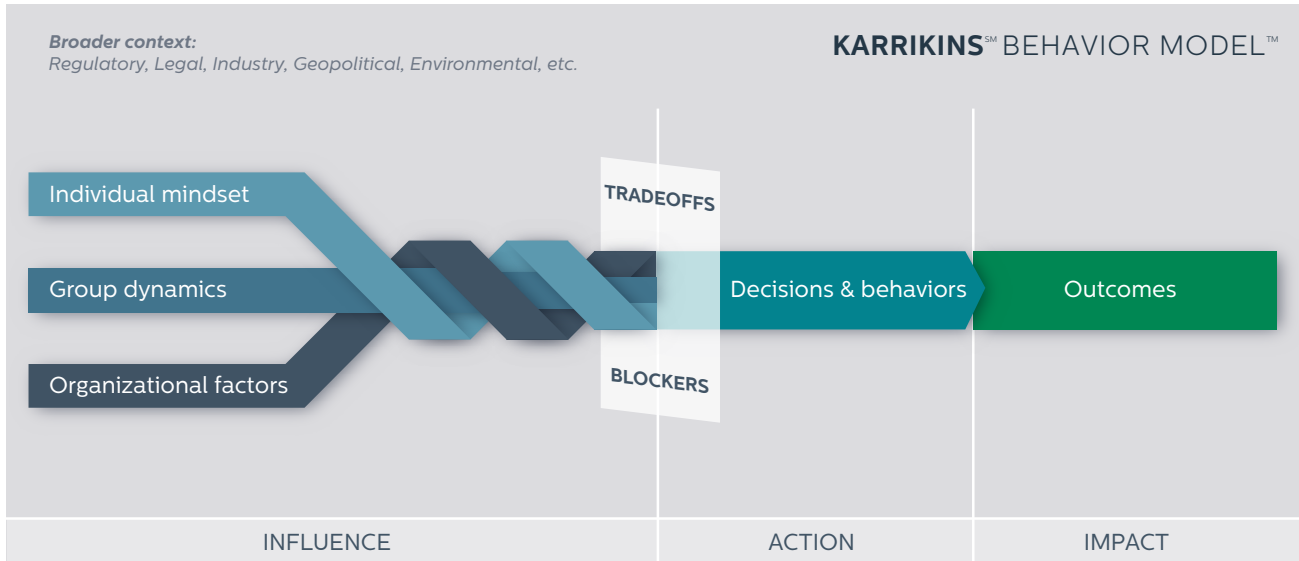 Broader context:
Regulatory, Legal, Industry, Geopolitical, Environmental, etc.
KARRIKINS℠ BEHAVIOR MODEL™
Individual mindset
Group dynamics
Organizational factors
TRADEOFFS
BLOCKERS
Decisions & behaviors
Outcomes
INFLUENCE
ACTION
IMPACT